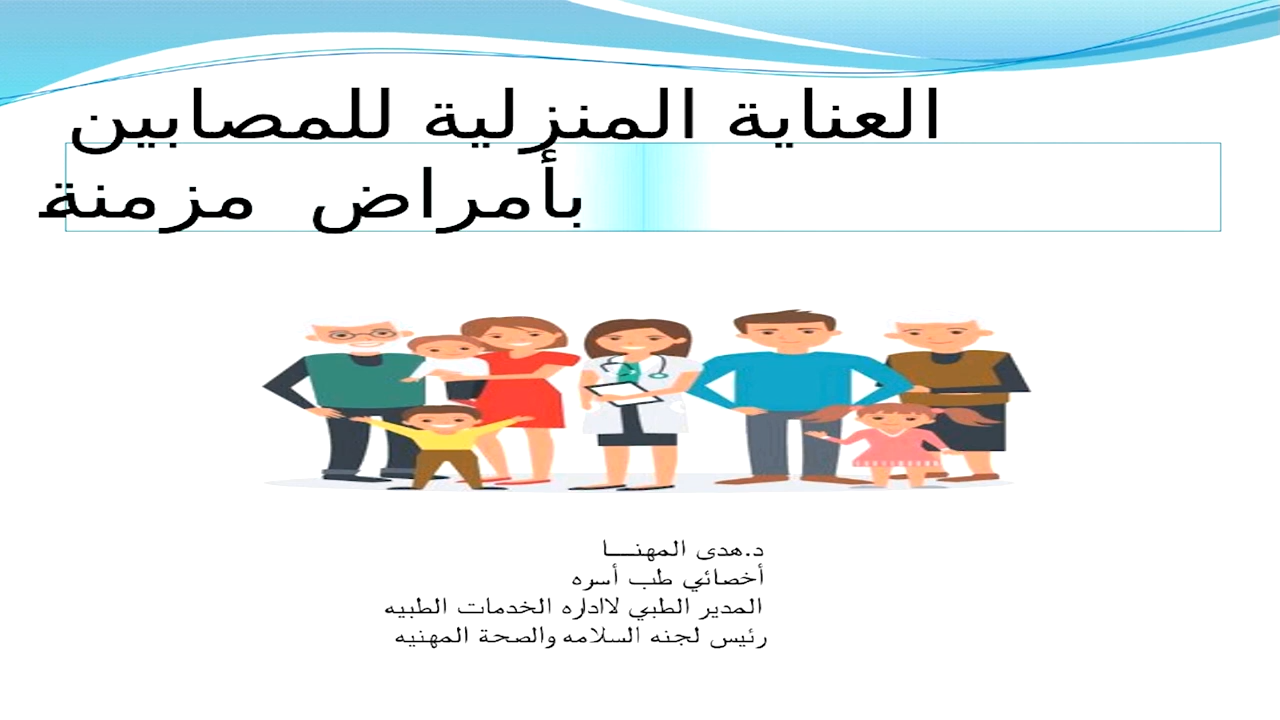 العناية المنزلية للمصابين
بأمراض مزمنة
د.هدى المهنـــا
أخصائي طب أسره
المدير الطبي لااداره الخدمات الطبيه
رئيس لجنه السلامه والصحة المهنيه